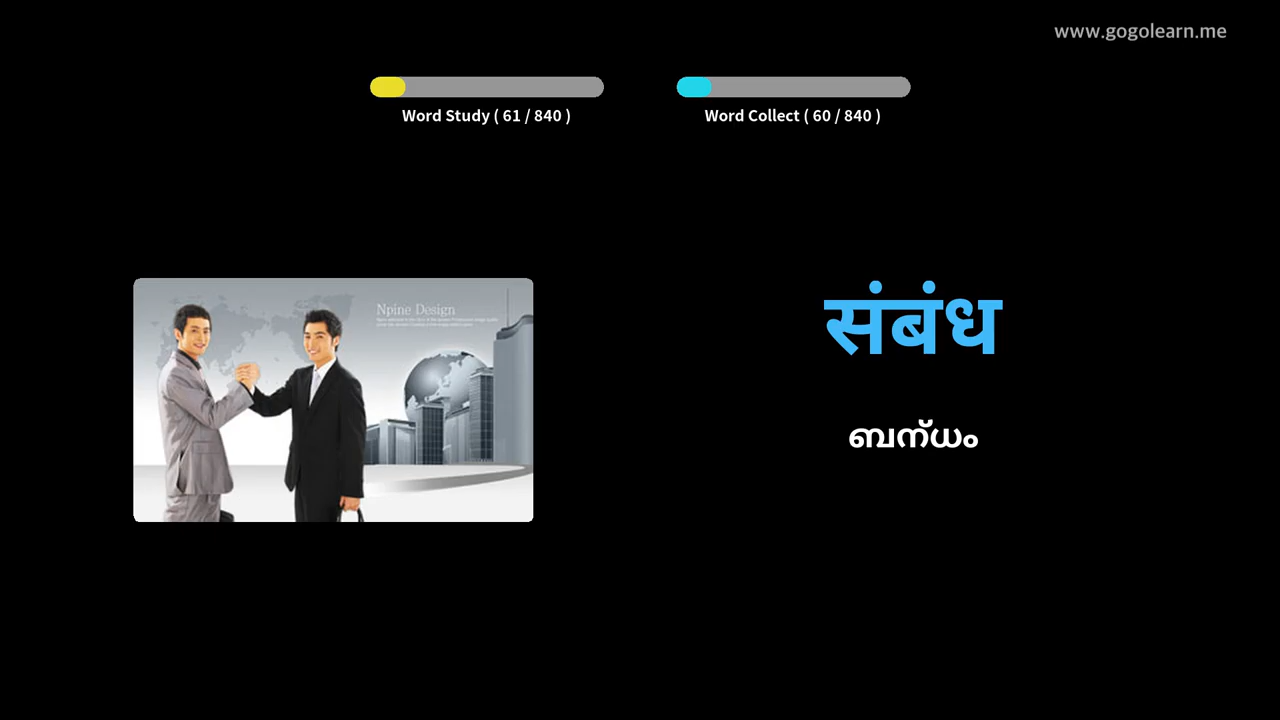 www.gogolearn.me
Word Study ( 61 / 840 )
Word Collect ( 60 / 840 )
Npine Design
संबंध
ബന്ധം